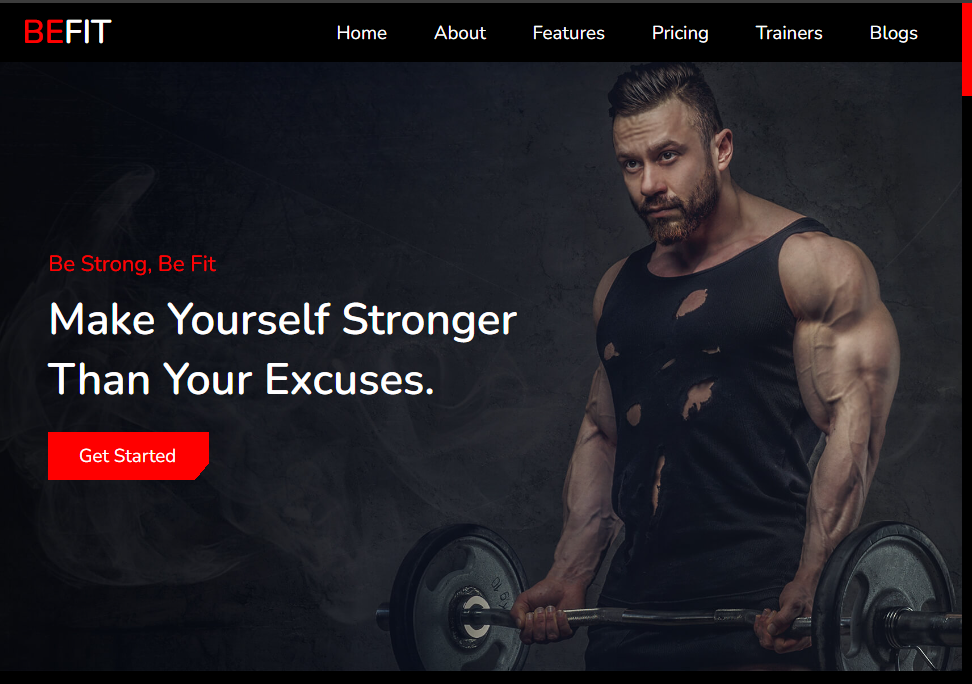 BEFIT
Home About Features Pricing Trainers Blogs
Be Strong, Be Fit
Make Yourself Stronger
Than Your Excuses.
Get Started